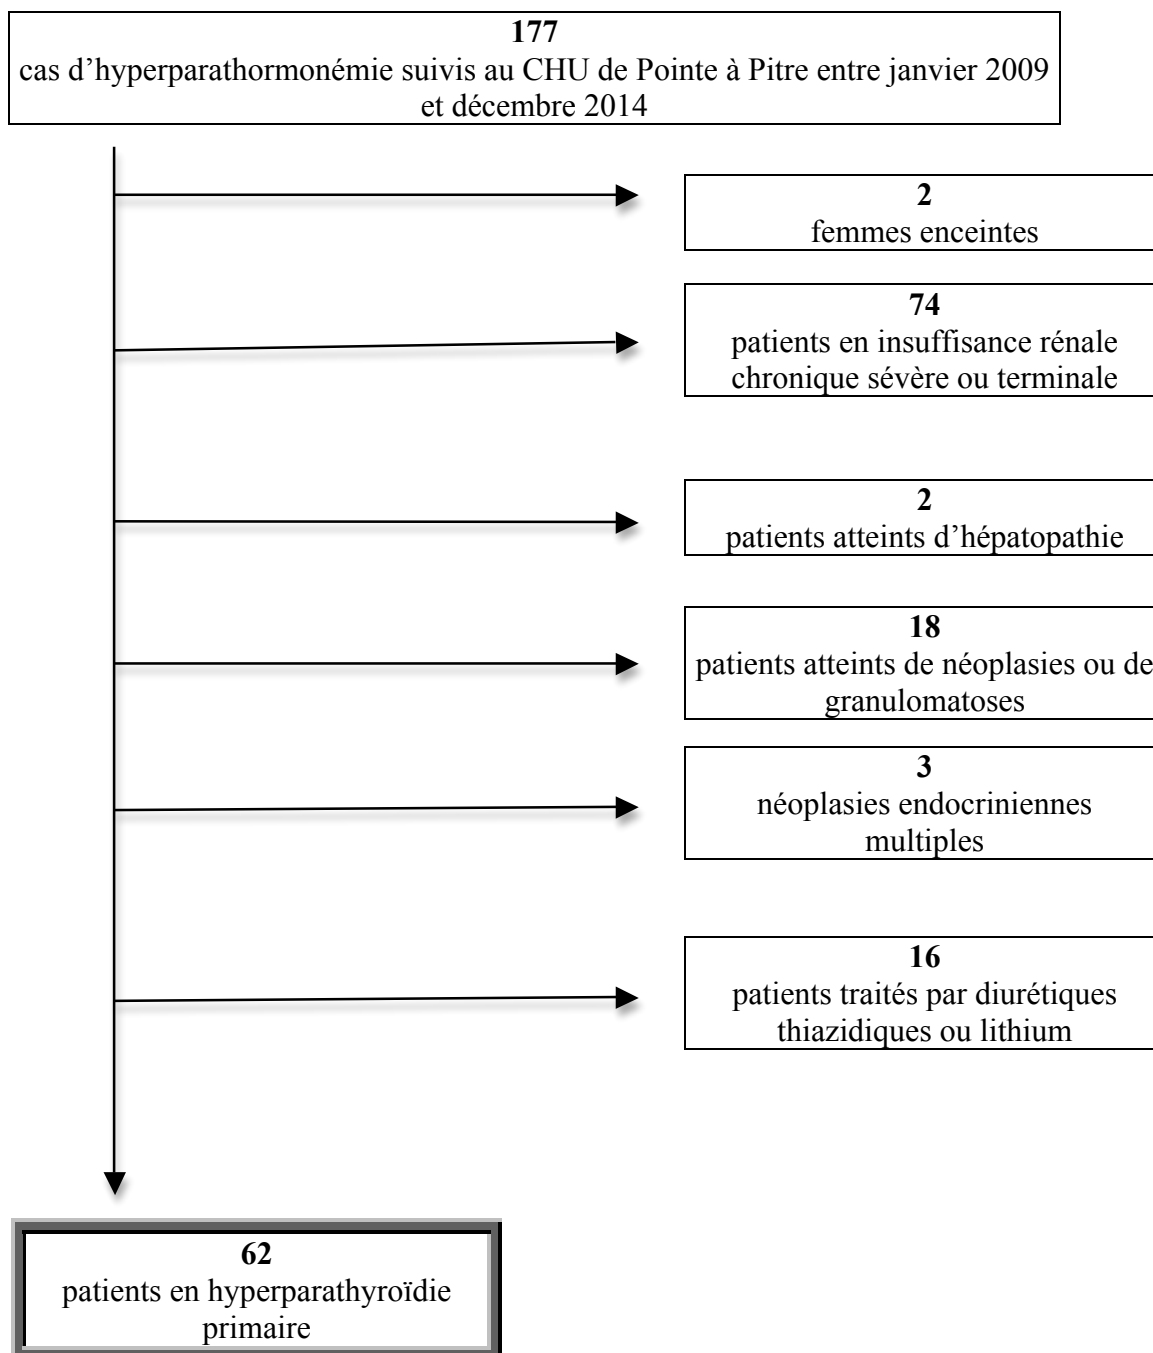 177
cas d’hyperparathormonémie suivis au CHU de Pointe à Pitre entre janvier 2009
et décembre 2014
2
femmes enceintes
74
patients en insuffisance rénale
chronique sévère ou terminale
2
patients atteints d’hépatopathie
18
patients atteints de néoplasies ou de
granulomatoses
3
néoplasies endocriniennes
multiples
16
patients traités par diurétiques
thiazidiques ou lithium
62
patients en hyperparathyroïdie
primaire